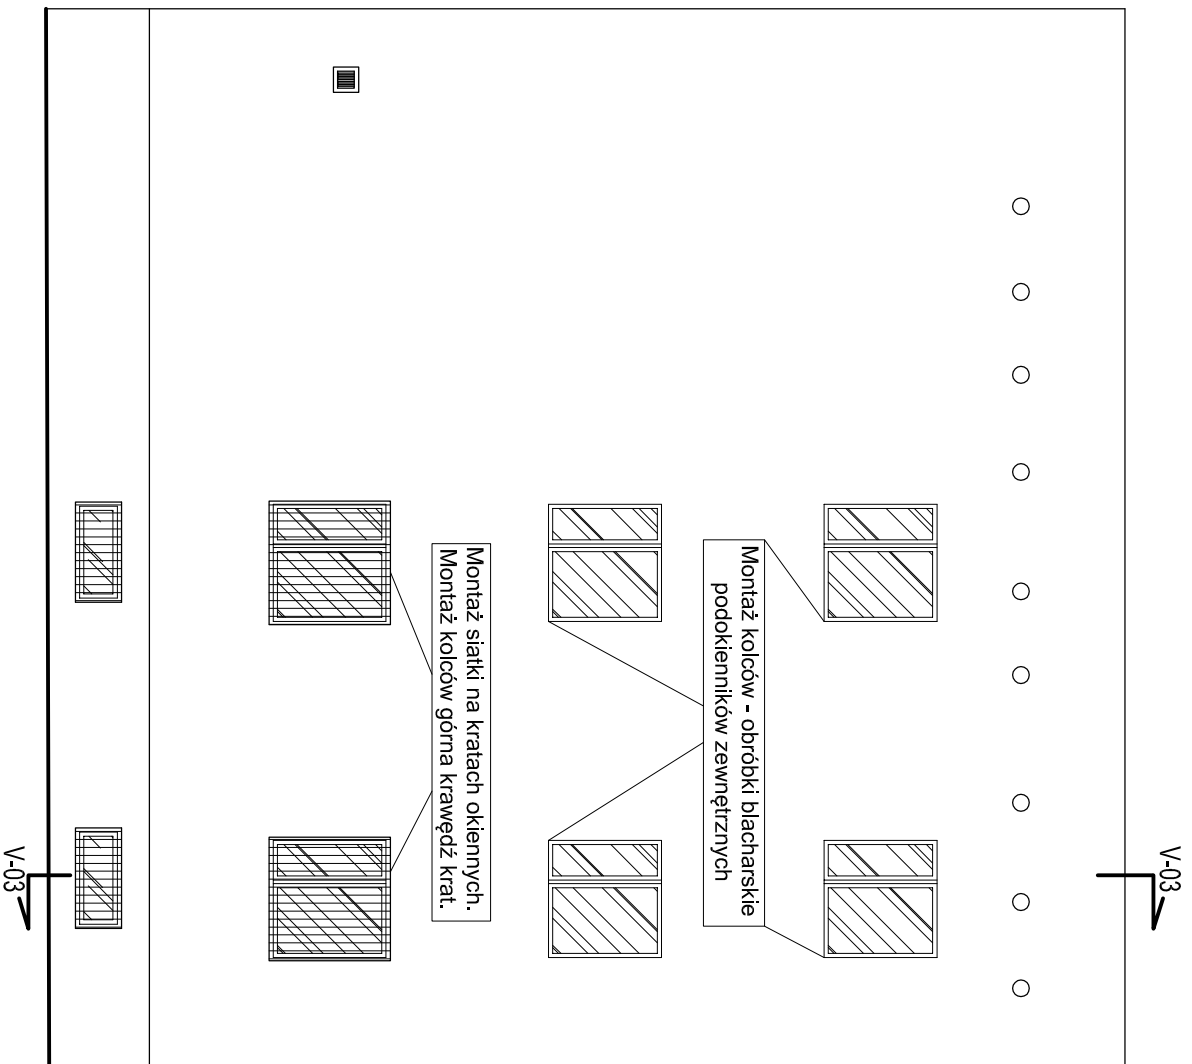 V-03
Montaż kolców - obróbki blacharskie
podokienników zewnętrznych
Montaż siatki na kratach okiennych.
Montaż kolców górna krawędź krat.
V-03